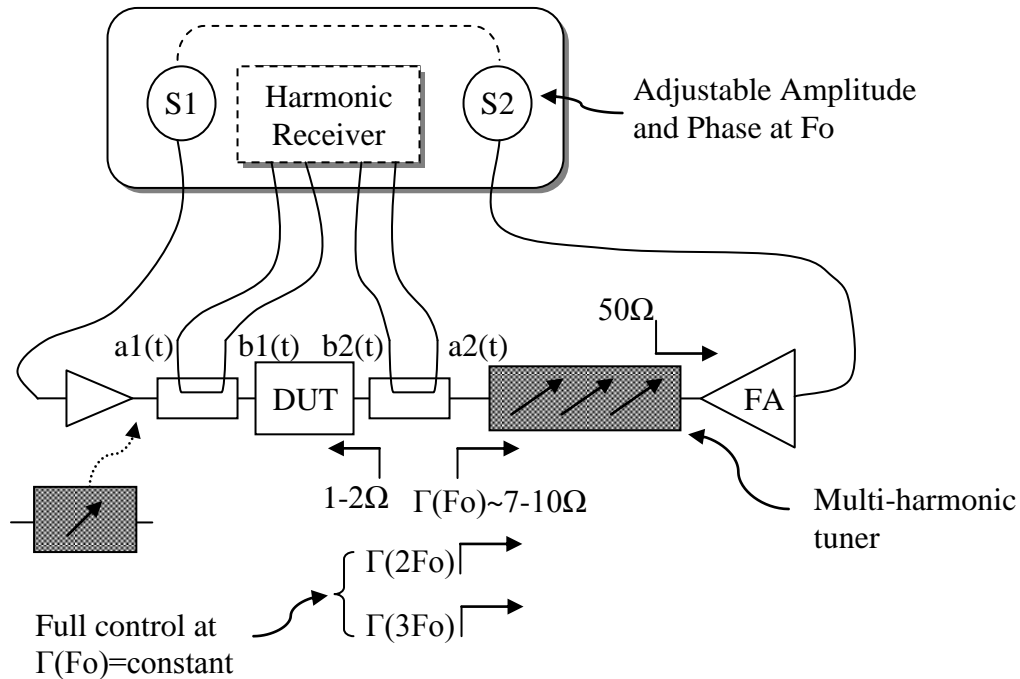 S1
Harmonic
Receiver
S2
Adjustable Amplitude
and Phase at Fo
50Ω
a1(t)
b1(t)
b2(t)
a2(t)
DUT
FA
1-2Ω
Γ(Fo)~7-10Ω
Multi-harmonic
tuner
Γ(2Fo)
Γ(3Fo)
Full control at
Γ(Fo)=constant